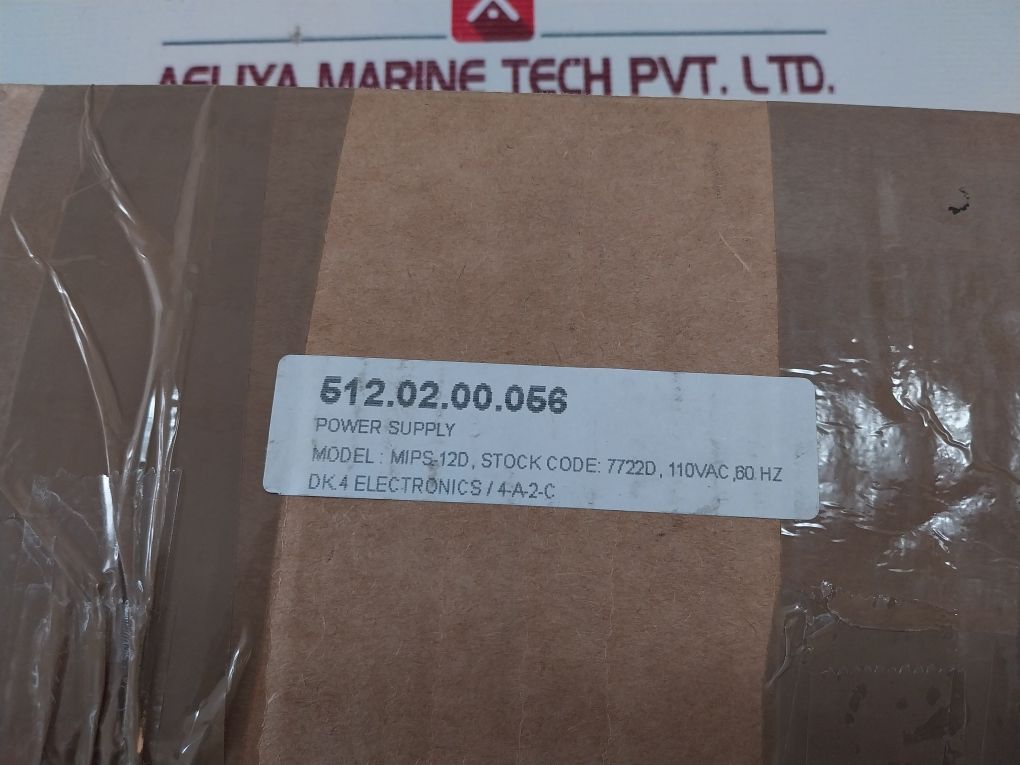 AELIYA MARINE TECH PVT. LTD.
512.02.00.056
POWER SUPPLY
MODEL : MIPS-12D, STOCK CODE: 7722D, 110VAC,60 HZ
DK.4 ELECTRONICS / 4-A-2-C